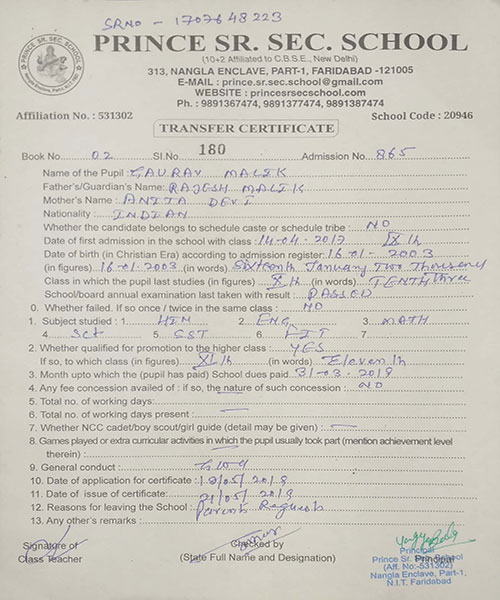 SRNO - 1707648223
PRINCE SR. SEC. SCHOOL
(10+2 Affiliated to C.B.S.E., New Delhi)
313, NANGLA ENCLAVE, PART-1, FARIDABAD -121005
E-MAIL : prince.sr.sec.school@gmail.com
WEBSITE : princesrsecschool.com
Ph. : 9891367474, 9891377474, 9891387474
Affiliation No. : 531302 School Code : 20946
TRANSFER CERTIFICATE
Book No. 02 Sl.No. 180 Admission No. 865
Name of the Pupil : GAURAV MALIK
Father's/Guardian's Name: RAJESH MALIK
Mother's Name : ANITA DEVI
Nationality : INDIAN
Whether the candidate belongs to schedule caste or schedule tribe : NO
Date of first admission in the school with class : 14-04-2017 IXth
Date of birth (in Christian Era) according to admission register 16-01-2003
(in figures) 16-01-2003 (in words) Sixteenth January Two Thousend three
Class in which the pupil last studies (in figures) Xth (in words) TENTH
School/board annual examination last taken with result : PASSED
0. Whether failed. If so once / twice in the same class : NO
1. Subject studied : 1. HIN 2. ENG 3. MATH
4. SCI 5. SST 6. FIT 7.
2. Whether qualified for promotion to the higher class : YES
If so, to which class (in figures) XIth (in words) Eleventh
3. Month upto which the (pupil has paid) School dues paid 31-03-2019
4. Any fee concession availed of : if so, the nature of such concession : NO
5. Total no. of working days:
6. Total no. of working days present :
7. Whether NCC cadet/boy scout/girl guide (detail may be given) :
8. Games played or extra curricular activities in which the pupil usually took part (mention achievement level
therein) :
9. General conduct : Good
10. Date of application for certificate : 18/05/2019
11. Date of issue of certificate: 21/05/2019
12. Reasons for leaving the School : Parents Request
13. Any other's remarks :
Signature of Checked by Principal
Class Teacher (State Full Name and Designation)
Principal
Prince Sr. School
(Aff. No:-531302)
Nangla Enclave, Part-1,
N.I.T. Faridabad